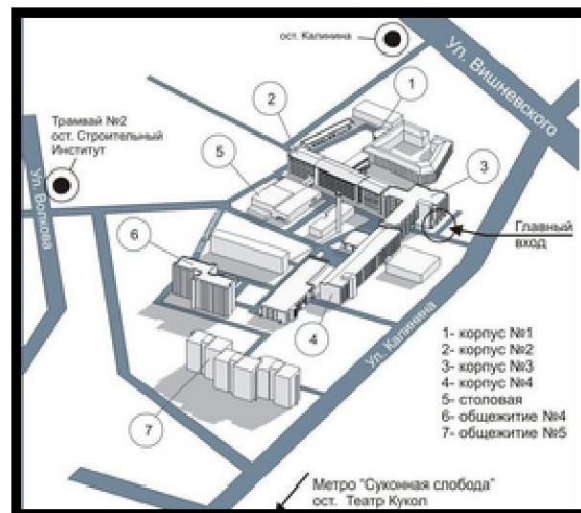 ост. Калинина
Ул. Вишневского
1
2
Трамвай №2
ост. Строительный
Институт
5
3
Ул. Волкова
Главный
вход
6
4
Ул. Калинина
1- корпус №1
2- корпус №2
3- корпус №3
4- корпус №4
5- столовая
6- общежитие №4
7- общежитие №5
7
Метро "Суконная слобода"
ост. Театр Кукол